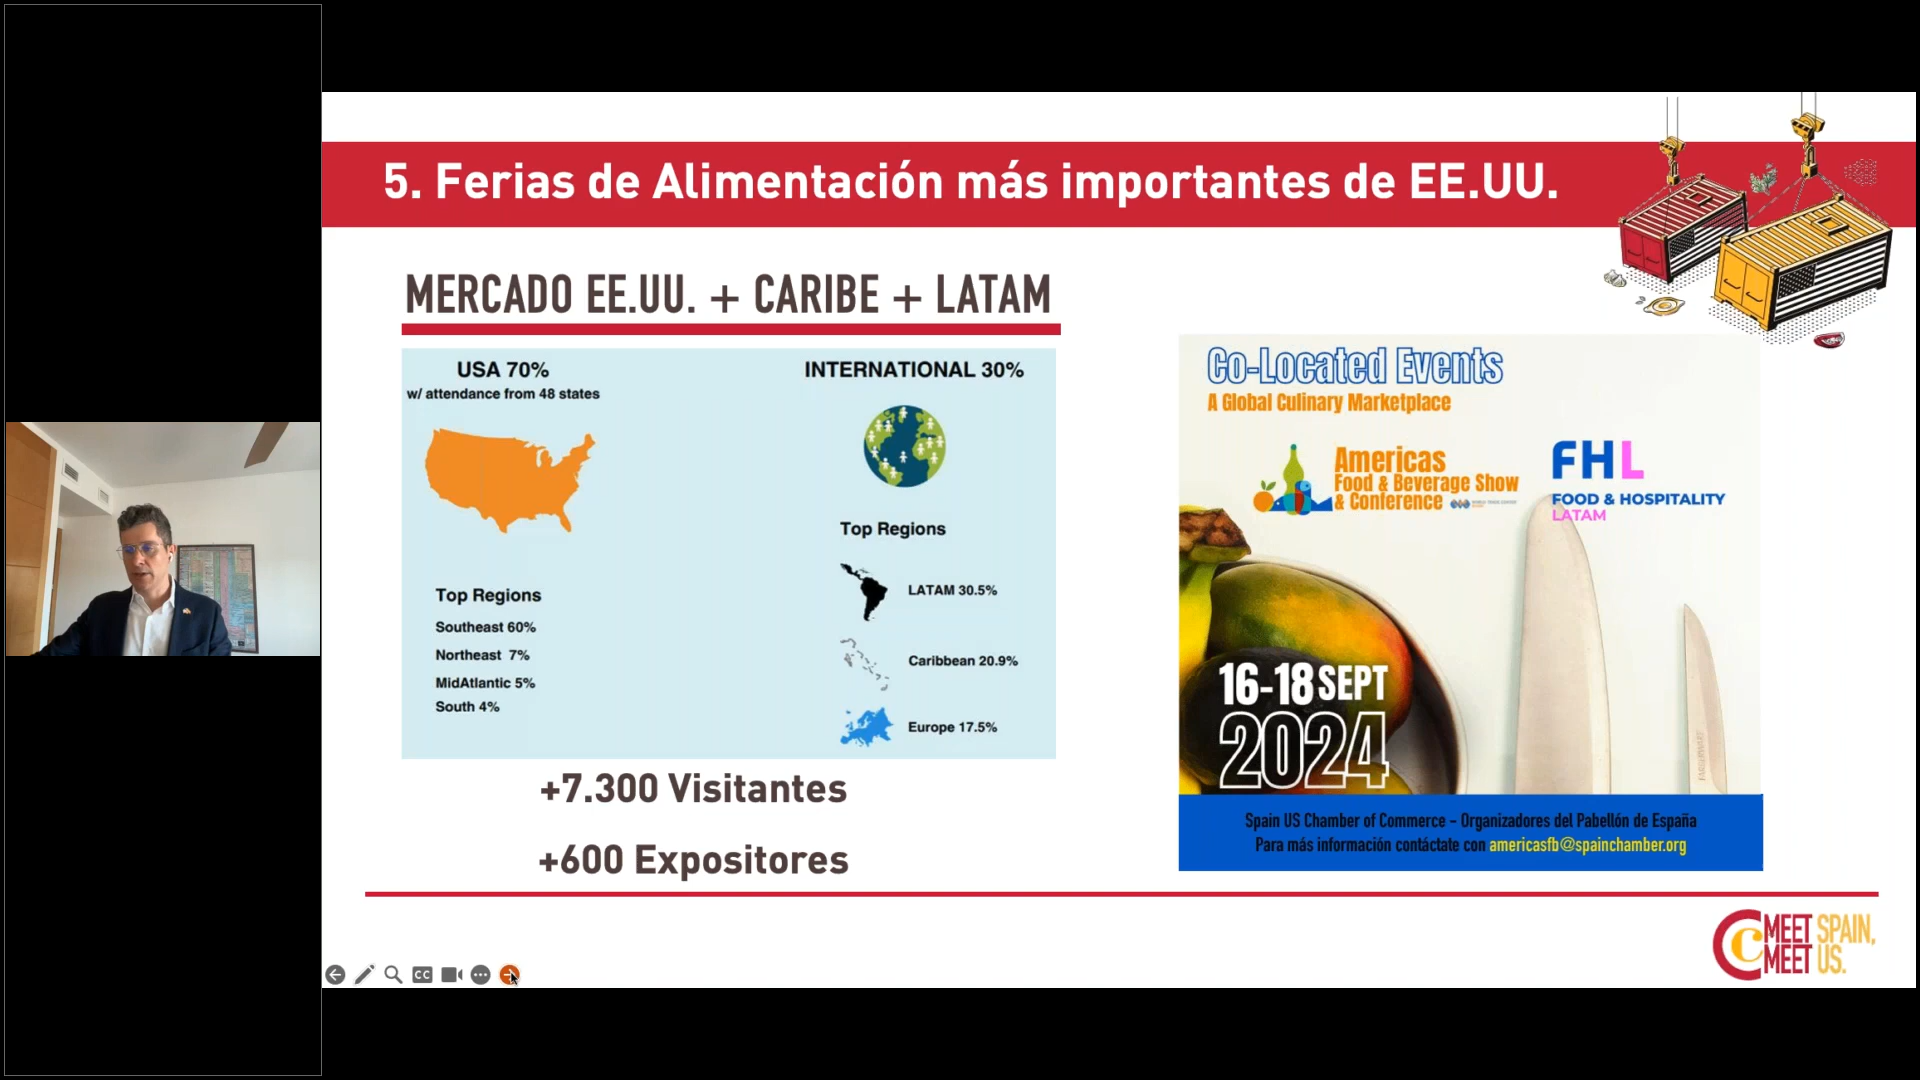 5. Ferias de Alimentación más importantes de EE.UU.
MERCADO EE.UU. + CARIBE + LATAM
USA 70%
w/ attendance from 48 states
Top Regions
Southeast 60%
Northeast 7%
MidAtlantic 5%
South 4%
INTERNATIONAL 30%
Top Regions
LATAM 30.5%
Caribbean 20.9%
Europe 17.5%
+7.300 Visitantes
+600 Expositores
Co-Located Events
A Global Culinary Marketplace
Americas
Food & Beverage Show
& Conference
FHL
FOOD & HOSPITALITY
LATAM
16-18 SEPT
2024
Spain US Chamber of Commerce - Organizadores del Pabellón de España
Para más información contáctate con americasfb@spainchamber.org
MEET SPAIN,
MEET US.
CC